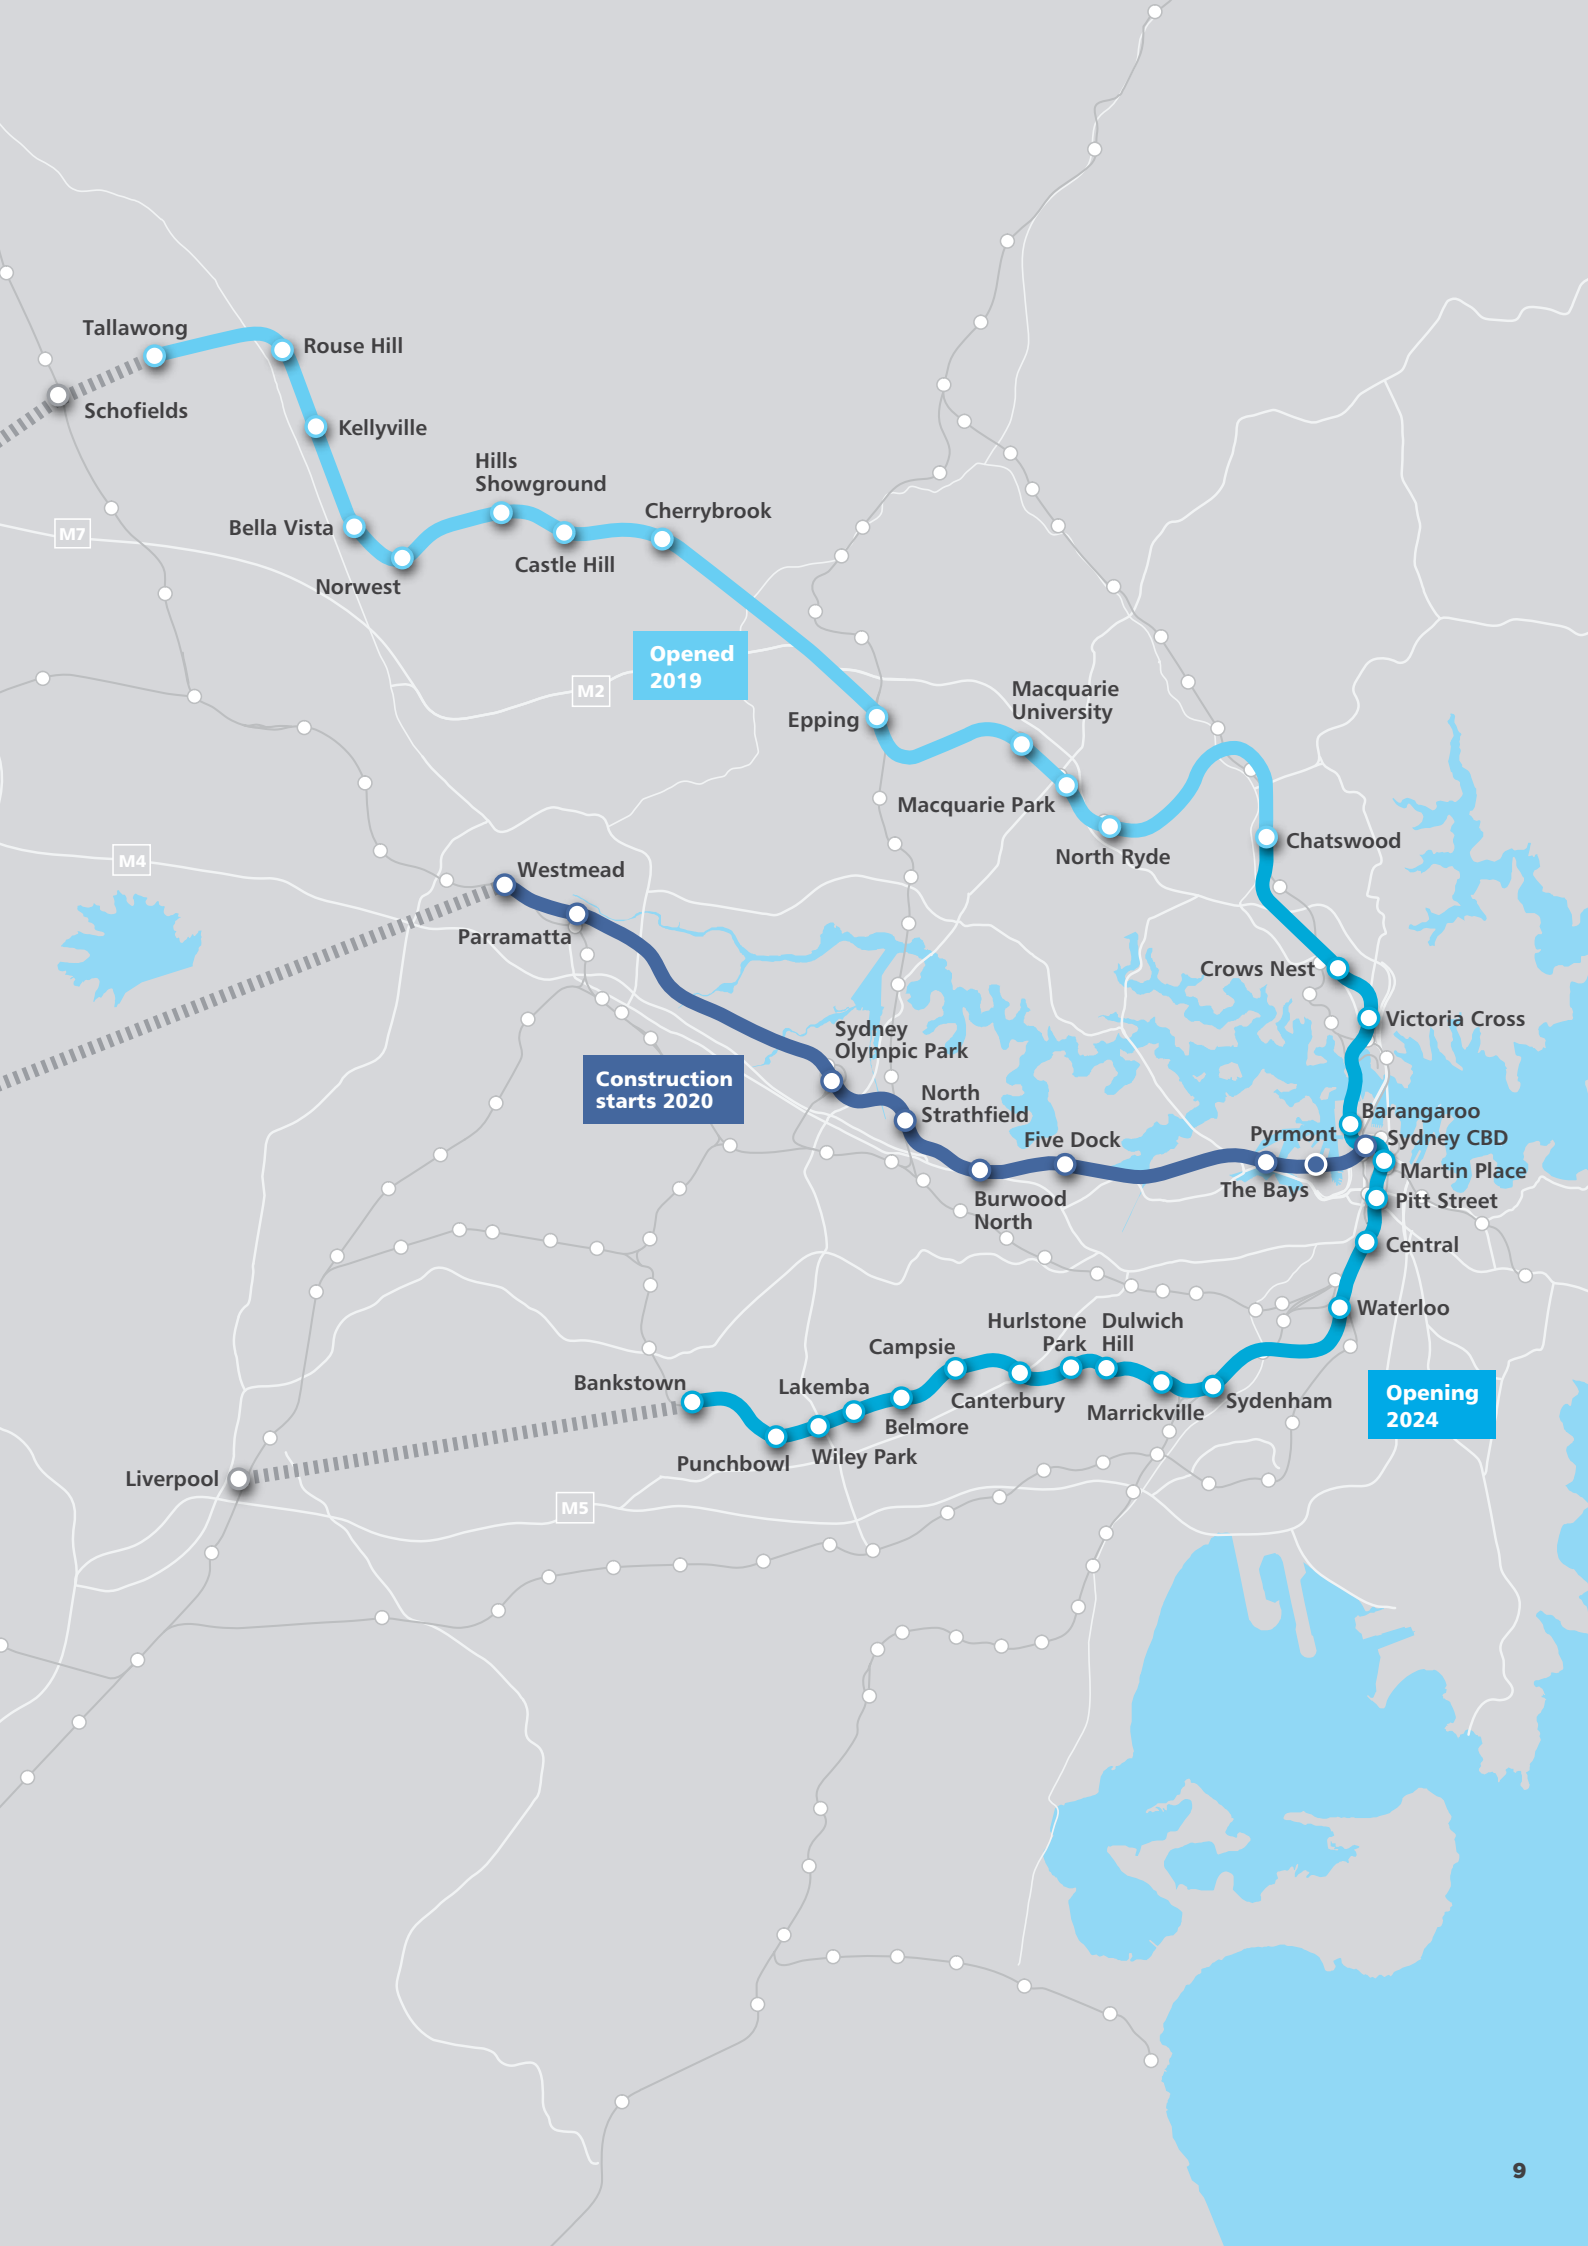 Tallawong
Rouse Hill
Schofields
Kellyville
Hills
Showground
Cherrybrook
Bella Vista
M7
Castle Hill
Norwest
Opened
2019
M2
Macquarie
University
Epping
Macquarie Park
Chatswood
North Ryde
M4
Westmead
Parramatta
Crows Nest
Victoria Cross
Sydney
Olympic Park
Construction
starts 2020
North
Strathfield
Barangaroo
Pyrmont
Sydney CBD
Five Dock
Martin Place
The Bays
Pitt Street
Burwood
North
Central
Waterloo
Hurlstone
Park
Dulwich
Hill
Campsie
Bankstown
Lakemba
Canterbury
Sydenham
Opening
2024
Marrickville
Belmore
Wiley Park
Punchbowl
Liverpool
M5
9